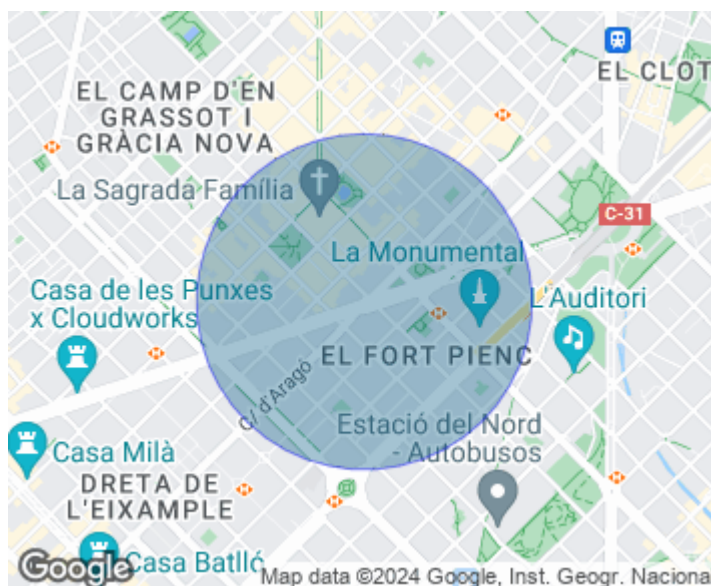 EL CLOT
EL CAMP D'EN
GRASSOT I
GRÀCIA NOVA
La Sagrada Família
C-31
La Monumental
Casa de les Punxes
x Cloudworks
L'Auditori
EL FORT PIENC
C/ d'Aragó
Estació del Nord
- Autobusos
Casa Milà
DRETA DE
L'EIXAMPLE
Casa Batlló
Google
Map data ©2024 Google, Inst. Geogr. Naciona